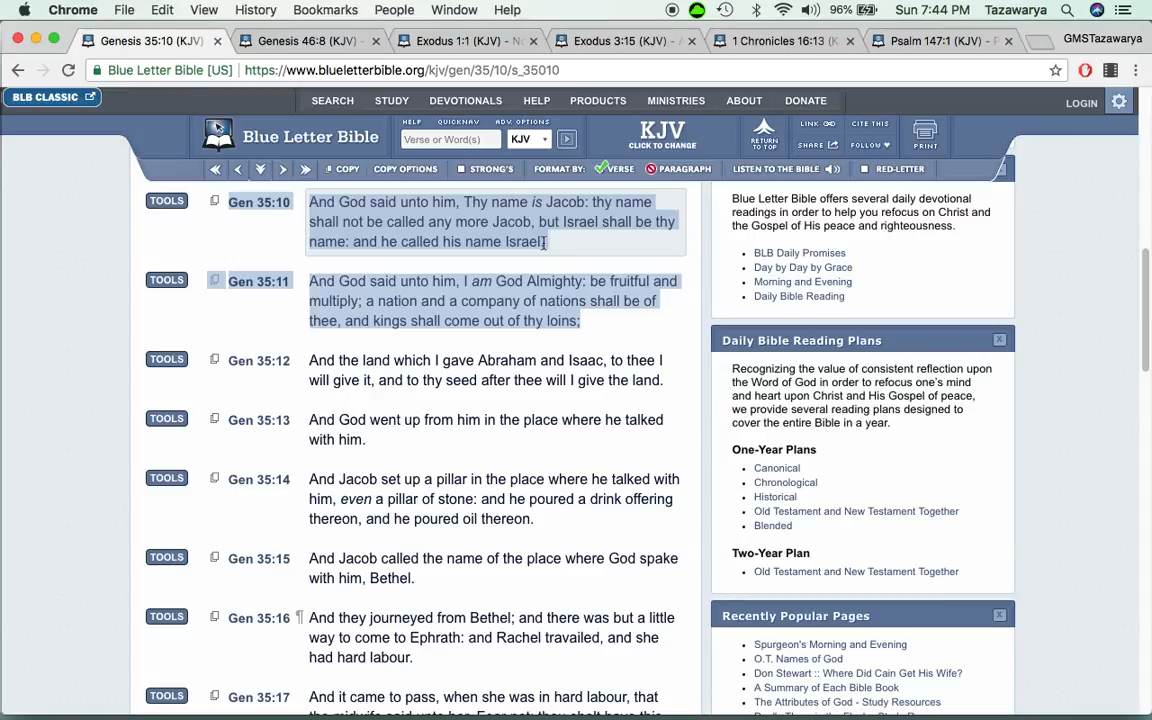 Chrome File Edit View History Bookmarks People Window Help 96% Sun 7:44 PM Tazawarya
Genesis 35:10 (KJV) Genesis 46:8 (KJV) - Exodus 1:1 (KJV) - No Exodus 3:15 (KJV) - A 1 Chronicles 16:13 (K Psalm 147:1 (KJV) - P GMSTazawarya
Blue Letter Bible [US] https://www.blueletterbible.org/kjv/gen/35/10/s_35010
BLB CLASSIC SEARCH STUDY DEVOTIONALS HELP PRODUCTS MINISTRIES ABOUT DONATE LOGIN
HELP QUICKNAV ADV. OPTIONS
Blue Letter Bible Verse or Word(s) KJV KJV CLICK TO CHANGE RETURN TO TOP LINK CITE THIS SHARE FOLLOW PRINT
COPY COPY OPTIONS STRONG'S FORMAT BY: VERSE PARAGRAPH LISTEN TO THE BIBLE RED-LETTER
TOOLS Gen 35:10 And God said unto him, Thy name is Jacob: thy name
shall not be called any more Jacob, but Israel shall be thy
name: and he called his name Israel
TOOLS Gen 35:11 And God said unto him, I am God Almighty: be fruitful and
multiply; a nation and a company of nations shall be of
thee, and kings shall come out of thy loins;
TOOLS Gen 35:12 And the land which I gave Abraham and Isaac, to thee I
will give it, and to thy seed after thee will I give the land.
TOOLS Gen 35:13 And God went up from him in the place where he talked
with him.
TOOLS Gen 35:14 And Jacob set up a pillar in the place where he talked with
him, even a pillar of stone: and he poured a drink offering
thereon, and he poured oil thereon.
TOOLS Gen 35:15 And Jacob called the name of the place where God spake
with him, Bethel.
TOOLS Gen 35:16 ¶ And they journeyed from Bethel; and there was but a little
way to come to Ephrath: and Rachel travailed, and she
had hard labour.
TOOLS Gen 35:17 And it came to pass, when she was in hard labour, that
Blue Letter Bible offers several daily devotional
readings in order to help you refocus on Christ and
the Gospel of His peace and righteousness.
BLB Daily Promises
Day by Day by Grace
Morning and Evening
Daily Bible Reading
Daily Bible Reading Plans
Recognizing the value of consistent reflection upon
the Word of God in order to refocus one's mind
and heart upon Christ and His Gospel of peace,
we provide several reading plans designed to
cover the entire Bible in a year.
One-Year Plans
Canonical
Chronological
Historical
Old Testament and New Testament Together
Blended
Two-Year Plan
Old Testament and New Testament Together
Recently Popular Pages
Spurgeon's Morning and Evening
O.T. Names of God
Don Stewart :: Where Did Cain Get His Wife?
A Summary of Each Bible Book
The Attributes of God - Study Resources